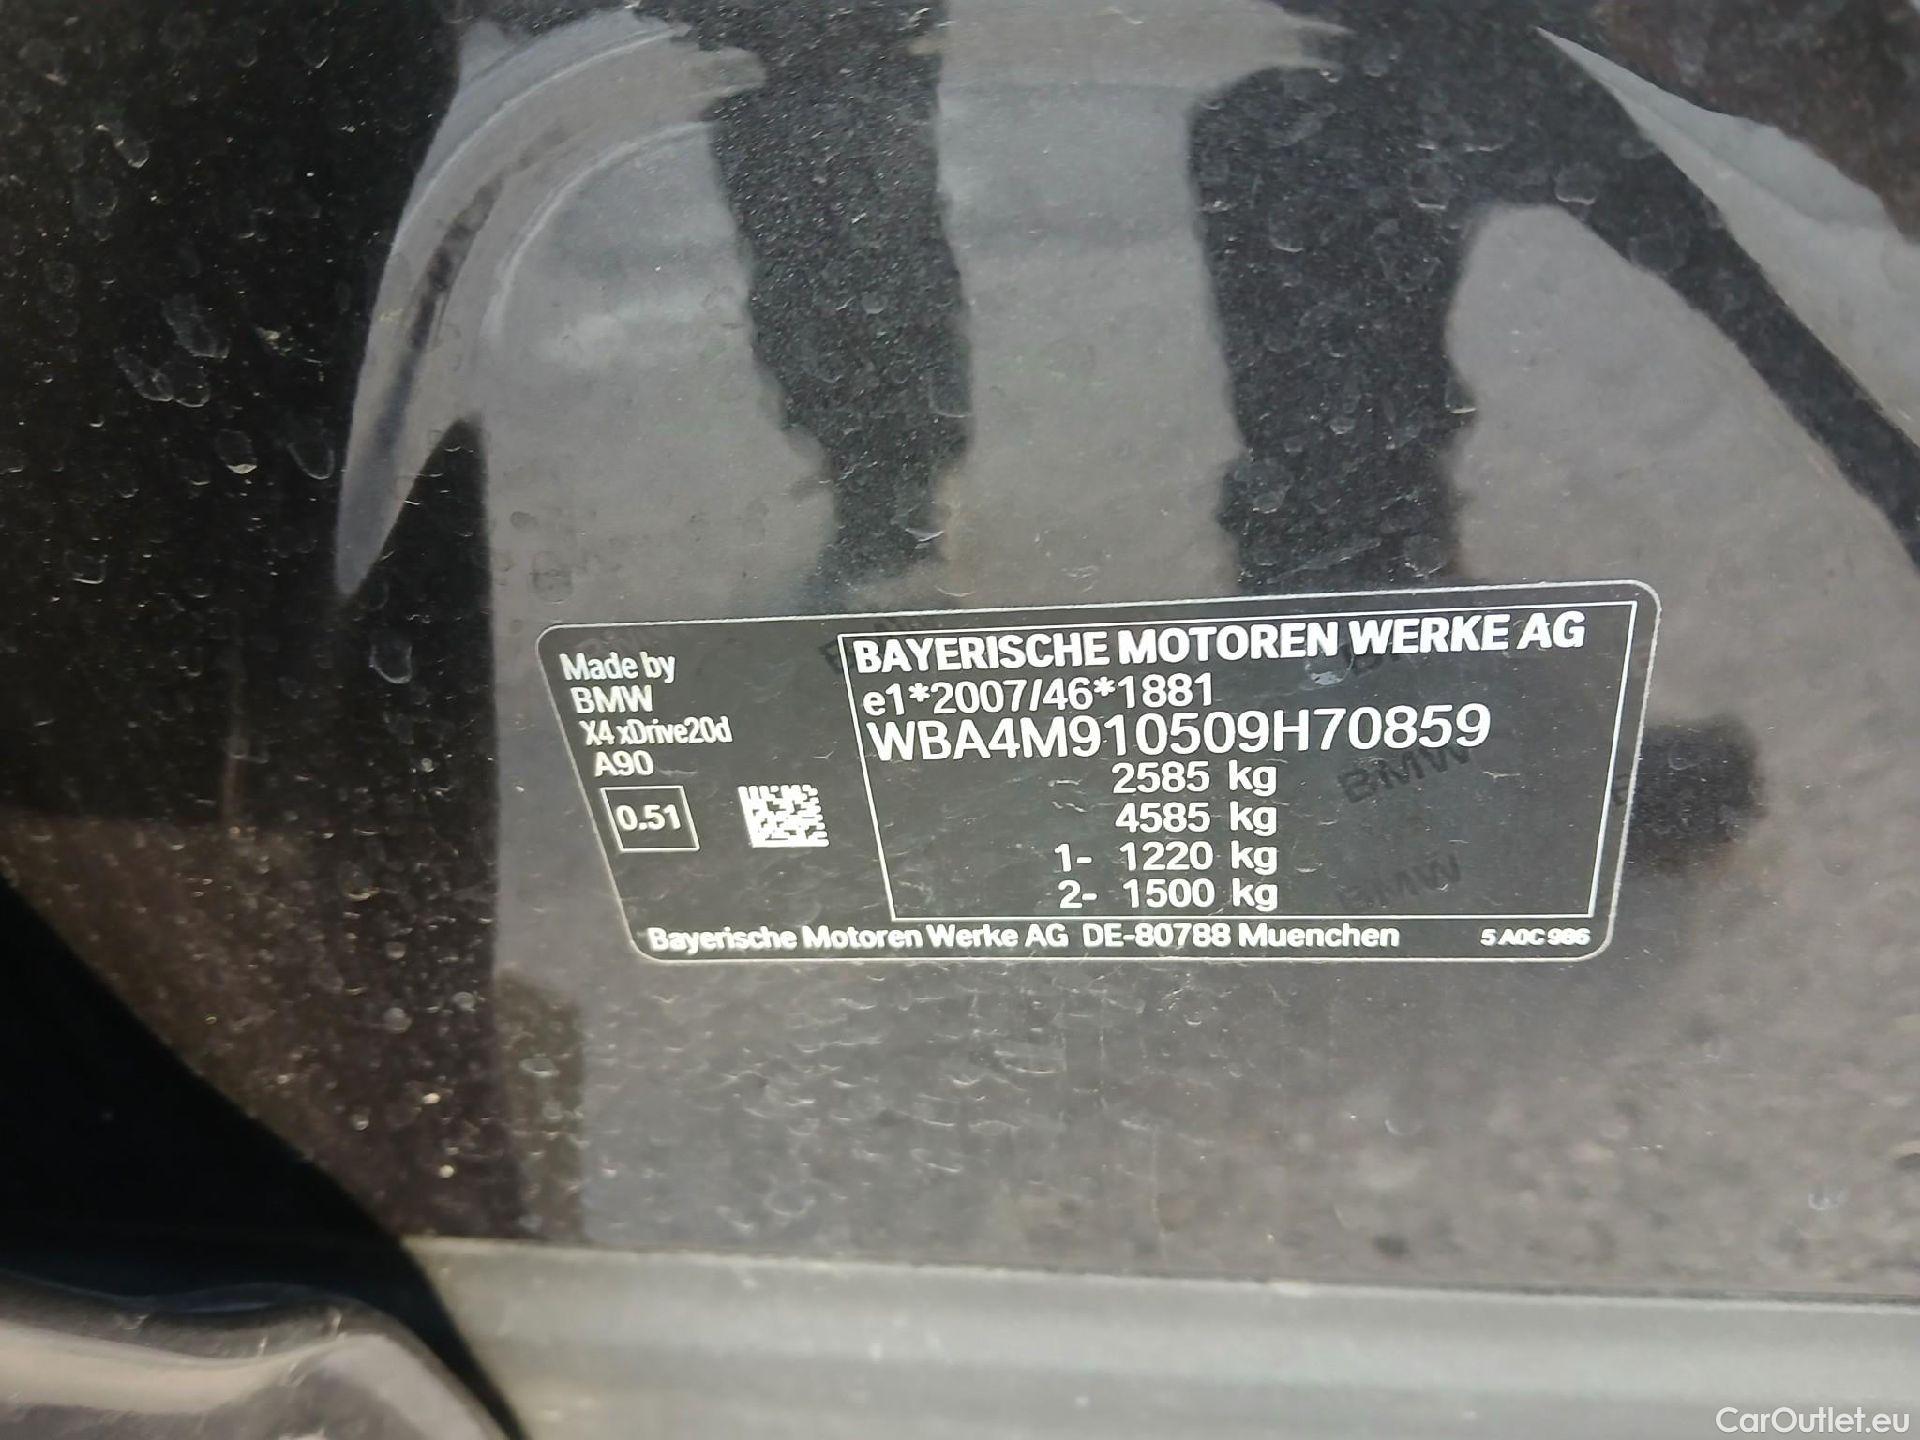 Made by
BMW
X4 xDrive20d
A90
0.51
BAYERISCHE MOTOREN WERKE AG
e1*2007/46*1881
WBA4M910509H70859
2585 kg
4585 kg
1- 1220 kg
2- 1500 kg
BMW
BMW
Bayerische Motoren Werke AG DE-80788 Muenchen
5 A0C 986
CarOutlet.eu